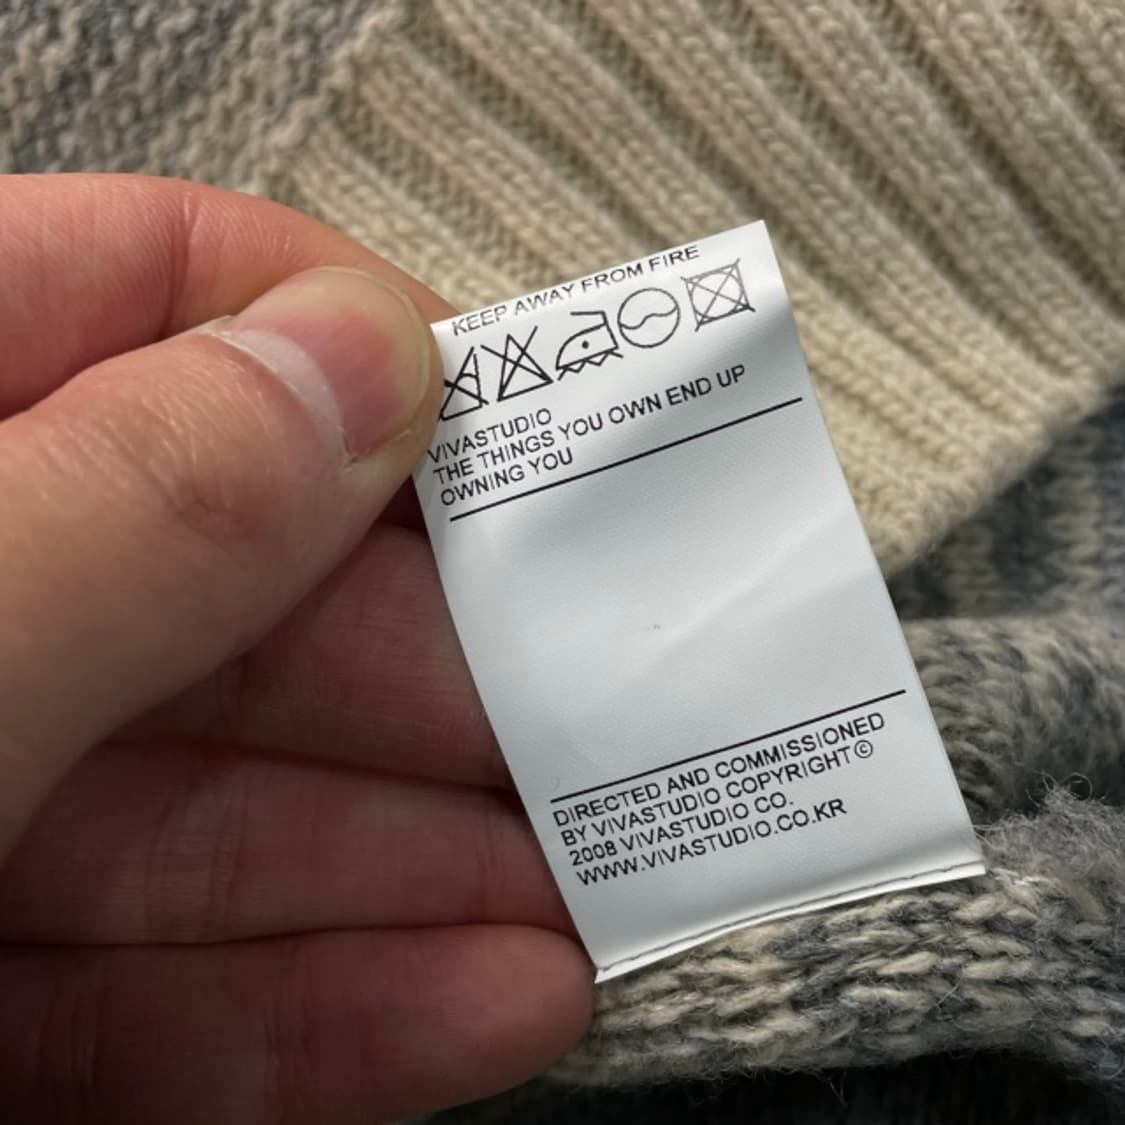 KEEP AWAY FROM FIRE
VIVASTUDIO
THE THINGS YOU OWN END UP
OWNING YOU
DIRECTED AND COMMISSIONED
BY VIVASTUDIO COPYRIGHT©
2008 VIVASTUDIO CO.
WWW.VIVASTUDIO.CO.KR